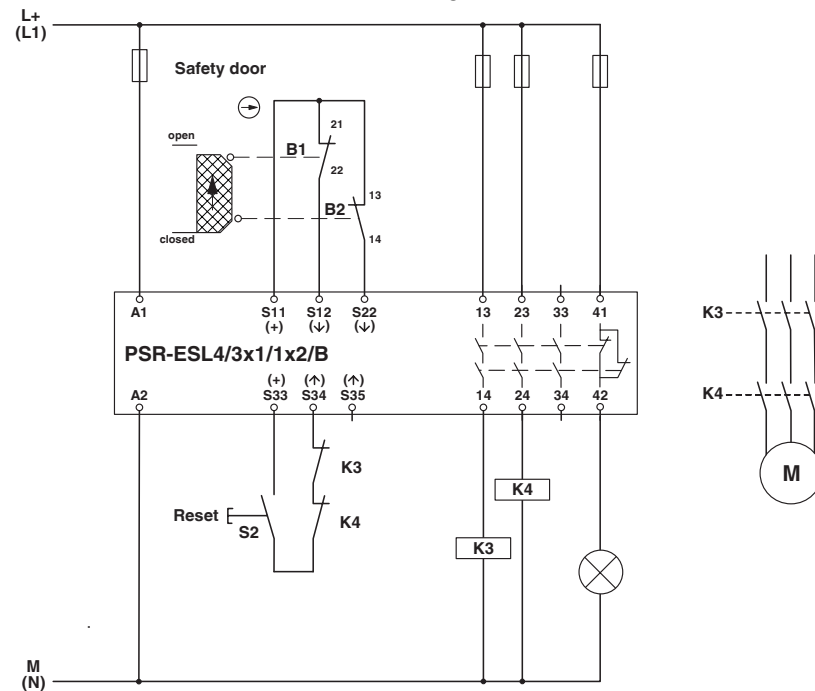 L+
(L1)
Safety door
open
B1
21
22
B2
13
14
closed
A1
S11
(+)
S12
(↓)
S22
(↓)
13
23
33
41
PSR-ESL4/3x1/1x2/B
A2
(+)
S33
(↑)
S34
(↑)
S35
14
24
34
42
K3
K4
M
K3
K4
Reset
S2
K4
K3
M
(N)